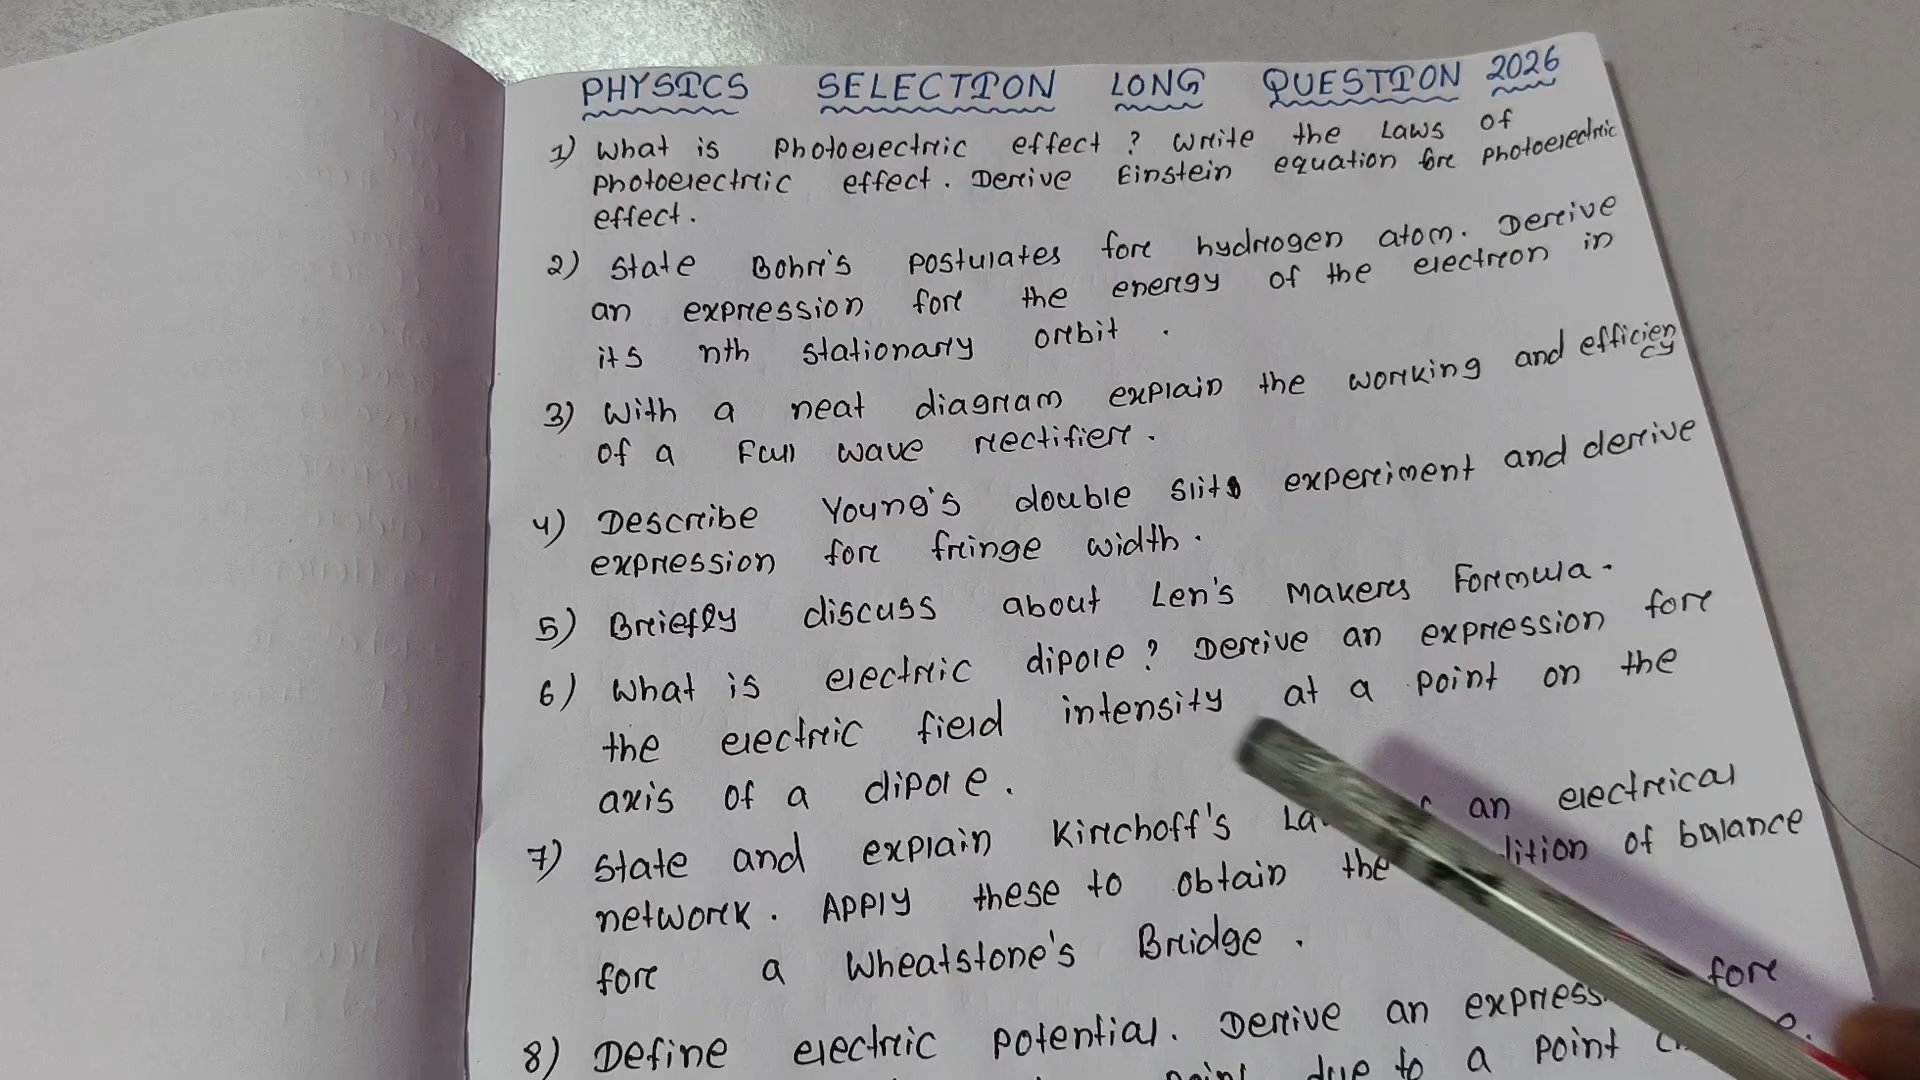 PHYSICS SELECTION LONG QUESTION 2026
1) What is Photoelectric effect? Write the Laws of
photoelectric effect. Derive Einstein equation for Photoelectric
effect.
2) State Bohr's Postulates for hydrogen atom. Derive
an expression for the energy of the electron in
its nth stationary orbit.
3) With a neat diagram explain the working and efficiency
of a Full wave rectifier.
4) Describe Young's double slits experiment and derive
expression for fringe width.
5) Briefly discuss about Len's Makers Formula.
6) What is electric dipole? Derive an expression for
the electric field intensity at a point on the
axis of a dipole.
7) State and explain Kirchoff's an electrical
network. Apply these to obtain the of balance
for a Wheatstone's Bridge.
8) Define electric potential. Derive an for
due to a point